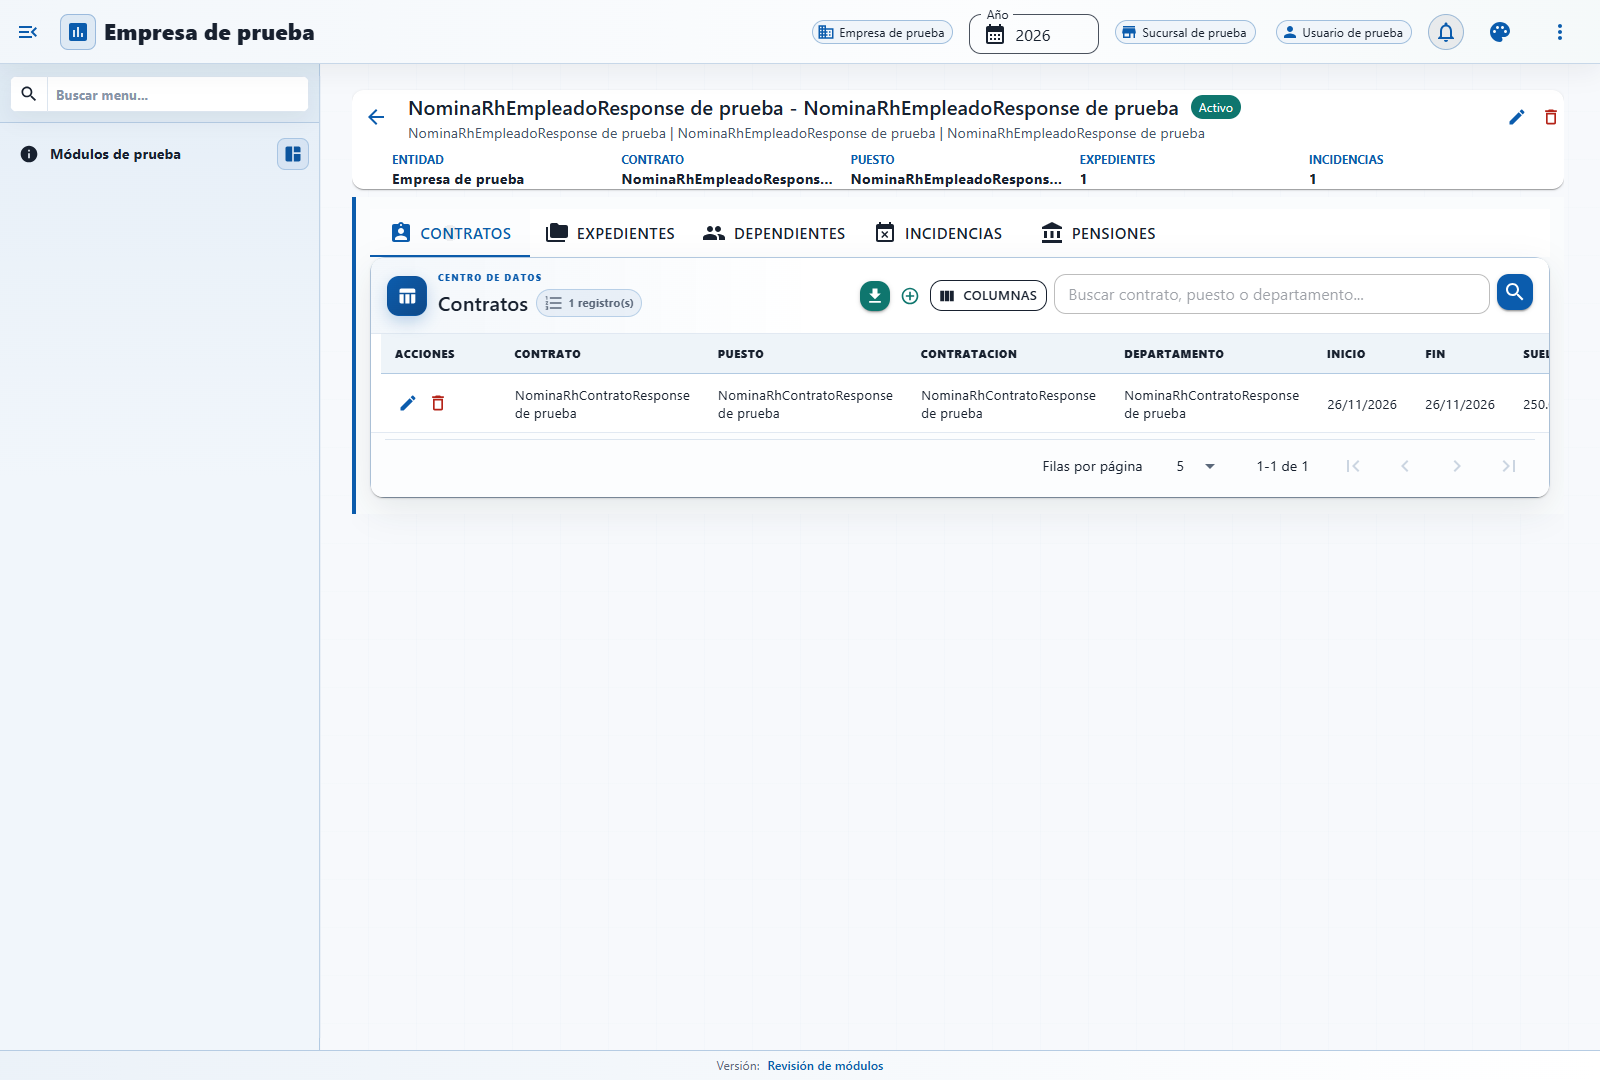 Empresa de prueba
Empresa de prueba
Año
2026
Sucursal de prueba
Usuario de prueba
Buscar menu...
Módulos de prueba
NominaRhEmpleadoResponse de prueba - NominaRhEmpleadoResponse de prueba
Activo
NominaRhEmpleadoResponse de prueba | NominaRhEmpleadoResponse de prueba | NominaRhEmpleadoResponse de prueba
ENTIDAD CONTRATO PUESTO EXPEDIENTES INCIDENCIAS
Empresa de prueba NominaRhEmpleadoRespons... NominaRhEmpleadoRespons... 1 1
CONTRATOS EXPEDIENTES DEPENDIENTES INCIDENCIAS PENSIONES
CENTRO DE DATOS
Contratos 1 registro(s)
COLUMNAS
Buscar contrato, puesto o departamento...
ACCIONES CONTRATO PUESTO CONTRATACION DEPARTAMENTO INICIO FIN SUEL
NominaRhContratoResponse NominaRhContratoResponse NominaRhContratoResponse NominaRhContratoResponse
de prueba de prueba de prueba de prueba
26/11/2026 26/11/2026 250.
Filas por página 5 1-1 de 1
Versión: Revisión de módulos